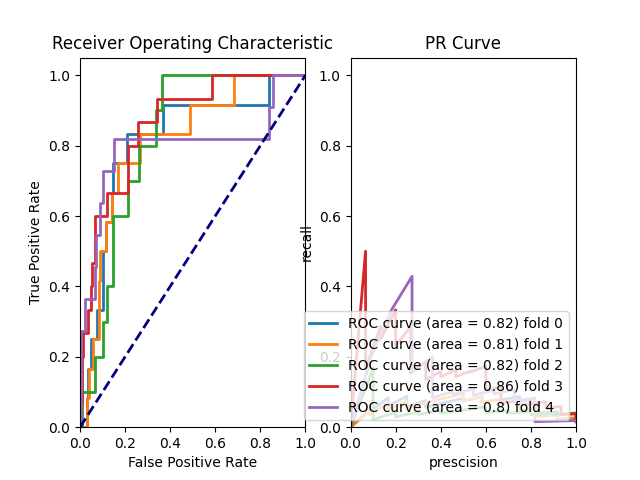 Receiver Operating Characteristic
PR Curve
1.0
0.8
0.6
0.4
0.2
0.0
True Positive Rate
0.0
0.2
0.4
0.6
0.8
1.0
False Positive Rate
1.0
0.8
0.6
0.4
0.2
0.0
recall
0.0
0.2
0.4
0.6
0.8
1.0
prescision
ROC curve (area = 0.82) fold 0
ROC curve (area = 0.81) fold 1
ROC curve (area = 0.82) fold 2
ROC curve (area = 0.86) fold 3
ROC curve (area = 0.8) fold 4